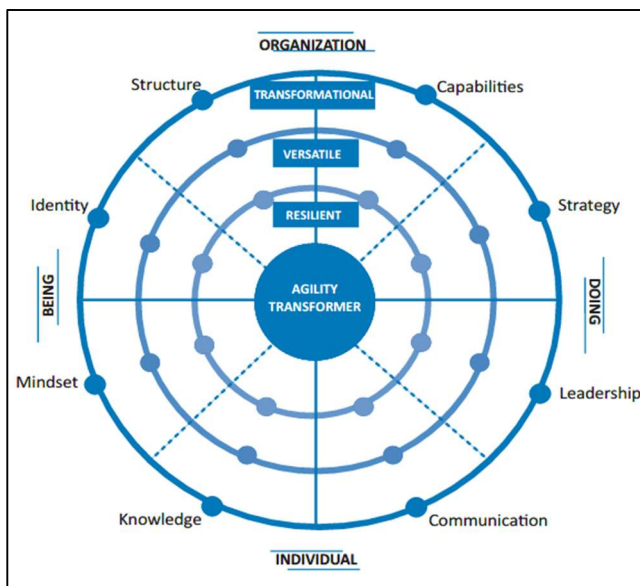 ORGANIZATION
Structure
Capabilities
TRANSFORMATIONAL
VERSATILE
Identity
Strategy
RESILIENT
BEING
AGILITY
TRANSFORMER
DOING
Mindset
Leadership
Knowledge
Communication
INDIVIDUAL